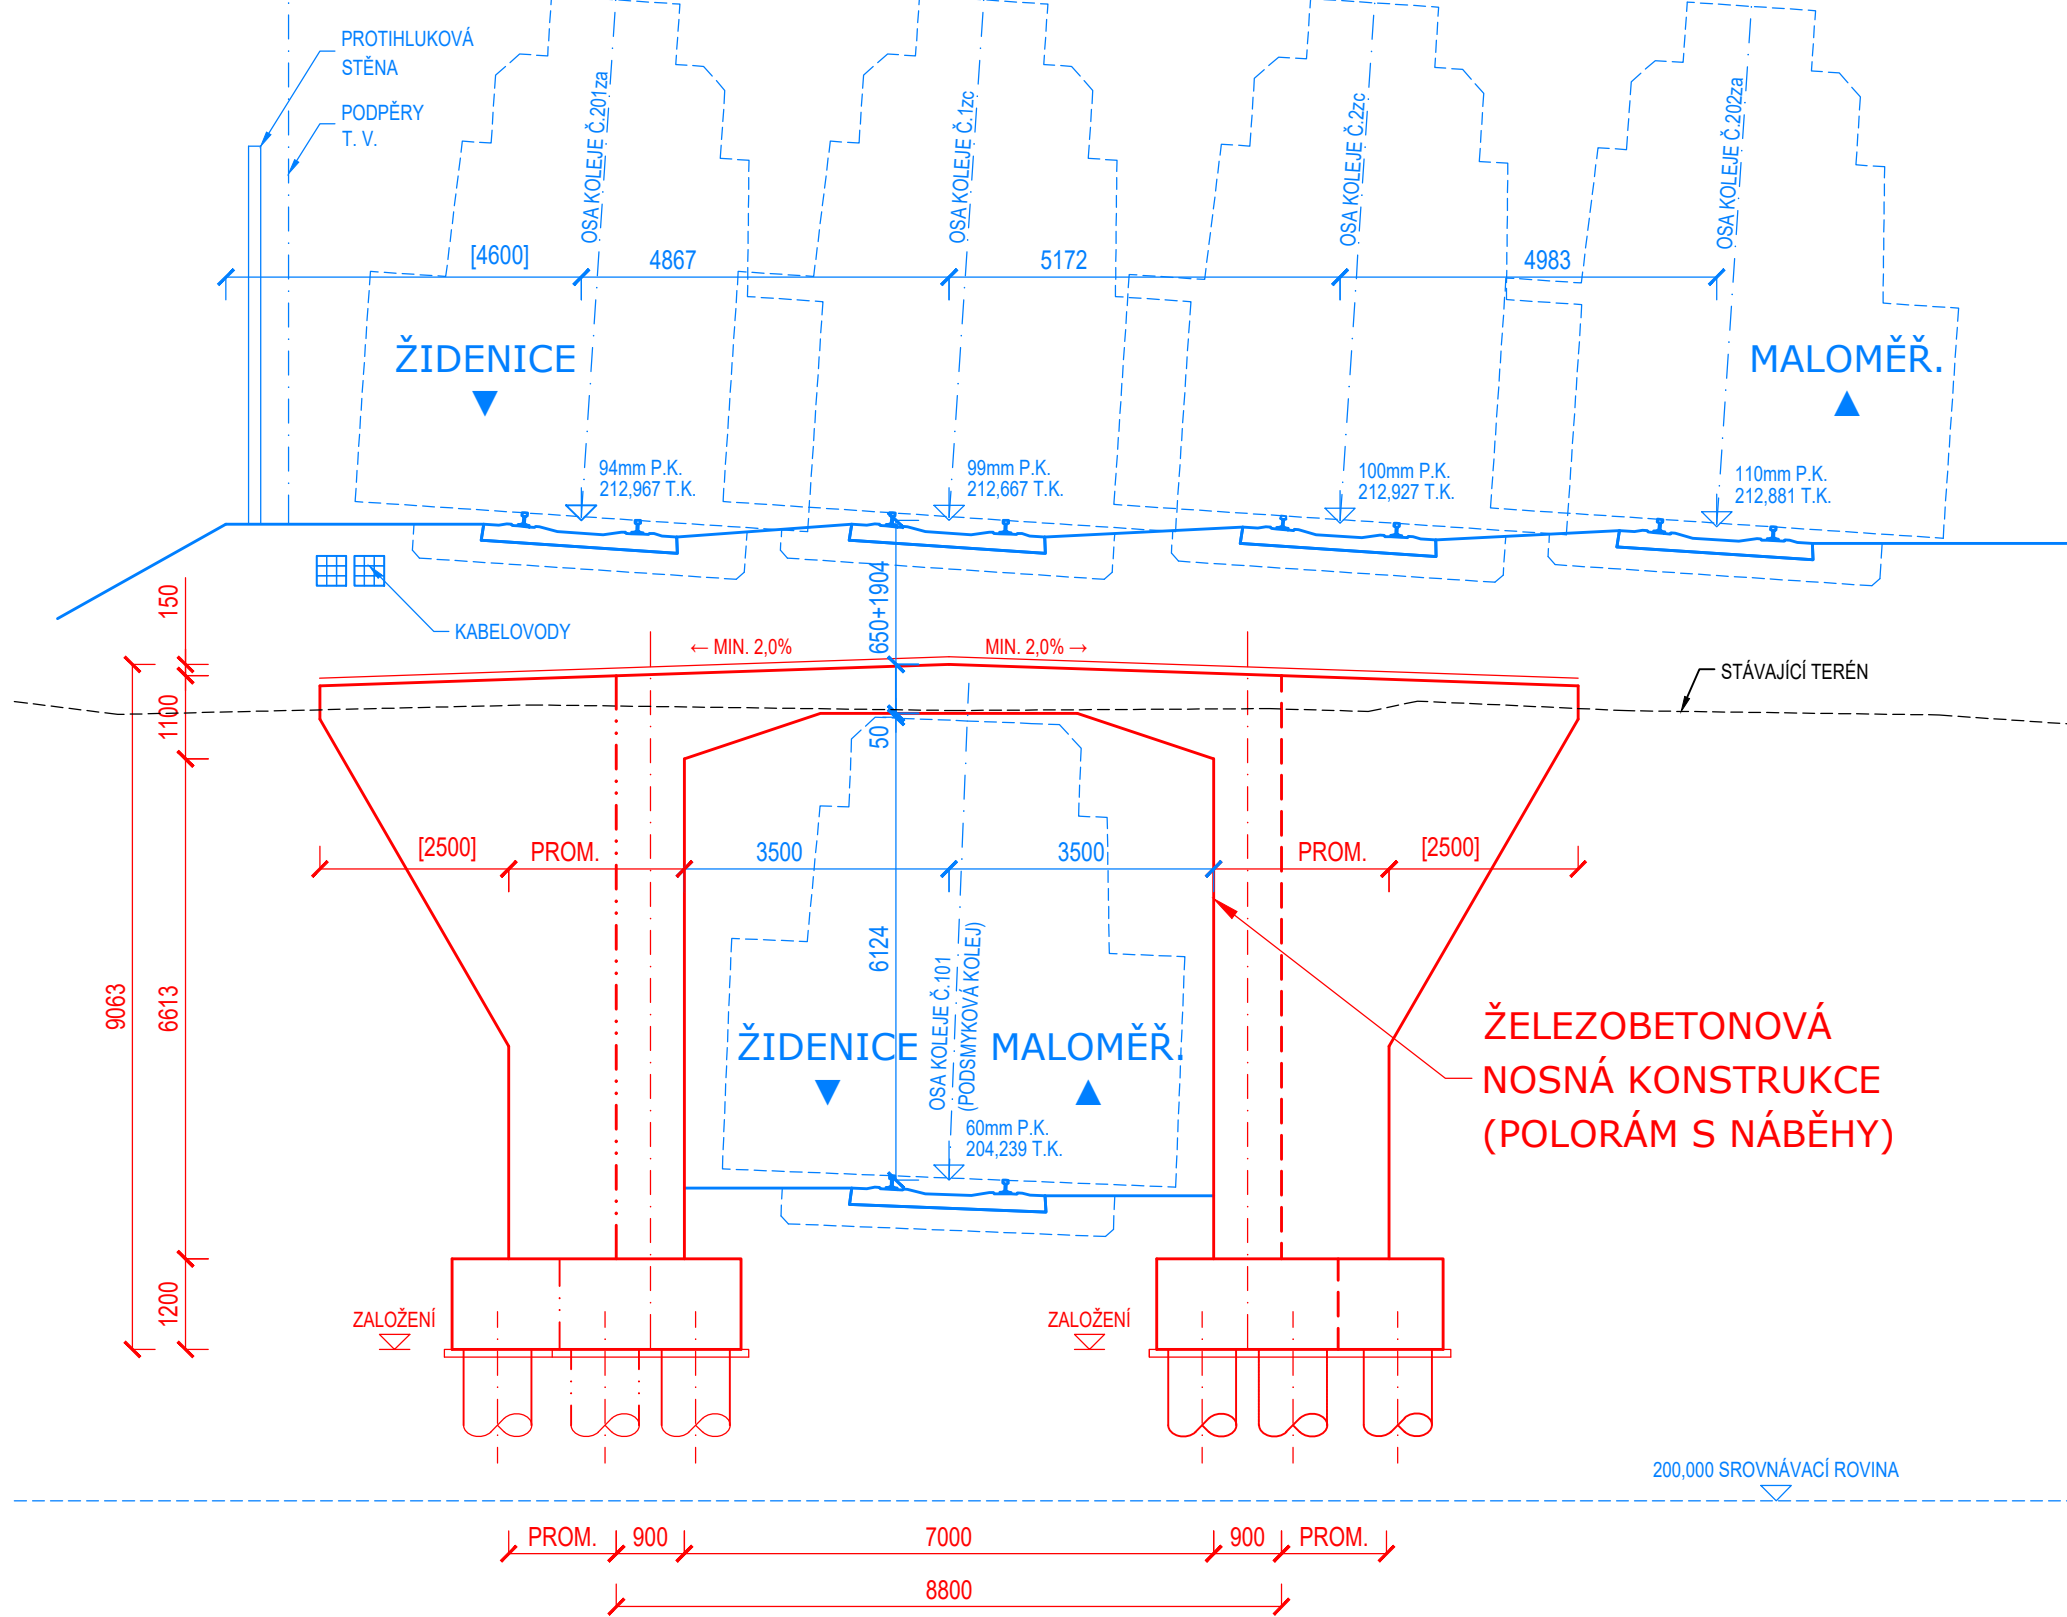 PROTIHLUKOVÁ
STĚNA
PODPĚRY
T. V.
OSA KOLEJE Č.201za
OSA KOLEJE Č.1zc
OSA KOLEJE Č.2zc
OSA KOLEJE Č.202za
[4600]
4867
5172
4983
ŽIDENICE
MALOMĚŘ.
94mm P.K.
212,967 T.K.
99mm P.K.
212,667 T.K.
100mm P.K.
212,927 T.K.
110mm P.K.
212,881 T.K.
KABELOVODY
150
650+1904
← MIN. 2,0%
MIN. 2,0% →
STÁVAJÍCÍ TERÉN
1100
50
[2500]
PROM.
3500
3500
PROM.
[2500]
6124
9063
6613
OSA KOLEJE Č.101
(PODSMYKOVÁ KOLEJ)
ŽIDENICE
MALOMĚŘ.
60mm P.K.
204,239 T.K.
ŽELEZOBETONOVÁ
NOSNÁ KONSTRUKCE
(POLORÁM S NÁBĚHY)
1200
ZALOŽENÍ
ZALOŽENÍ
200,000 SROVNÁVACÍ ROVINA
PROM.
900
7000
900
PROM.
8800